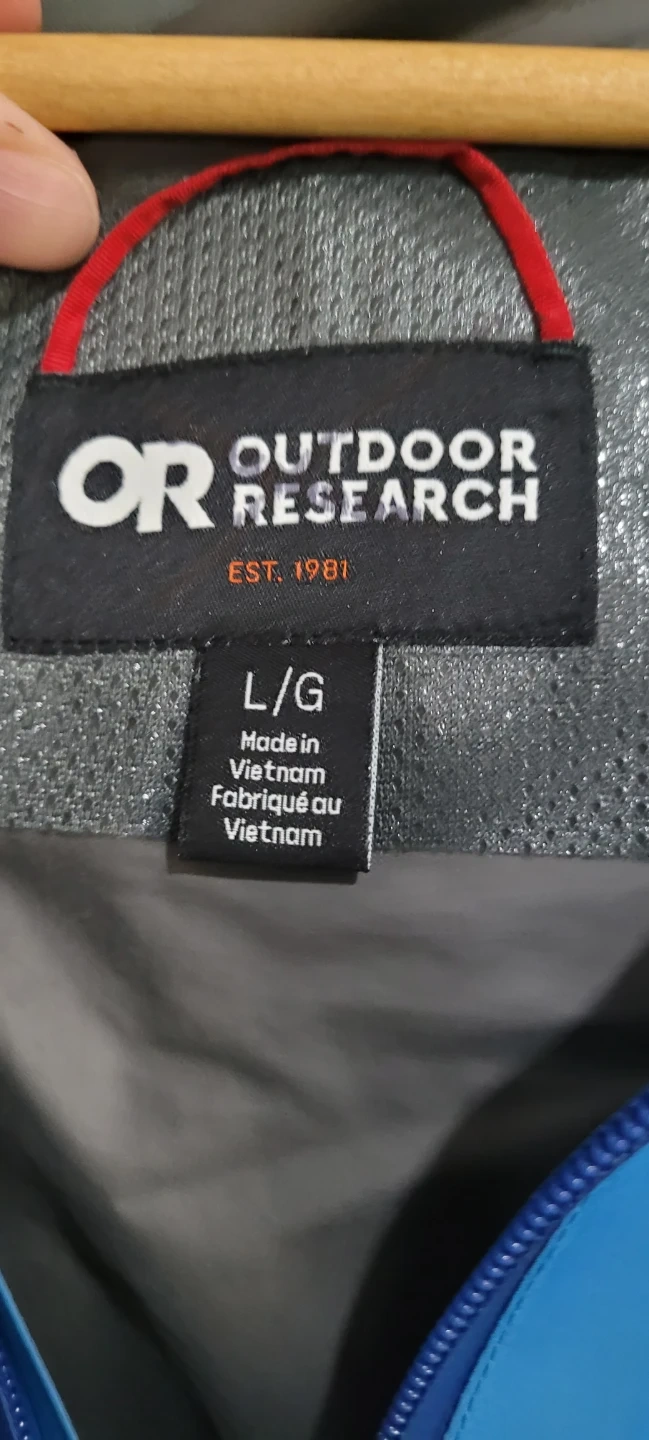 OR OUTDOOR
RESEARCH
EST. 1981
L/G
Made in
Vietnam
Fabriqué au
Vietnam